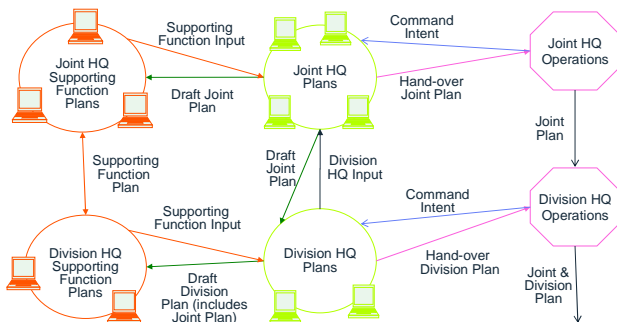 Supporting
Function Input
Command
Intent
Joint HQ
Supporting
Function
Plans
Joint HQ
Plans
Joint HQ
Operations
Draft Joint
Plan
Hand-over
Joint Plan
Joint
Plan
Supporting
Function
Plan
Draft
Joint
Plan
Division
HQ Input
Supporting
Function Input
Command
Intent
Division HQ
Operations
Division HQ
Supporting
Function
Plans
Division HQ
Plans
Hand-over
Division Plan
Draft
Division
Plan (includes
Joint Plan)
Joint &
Division
Plan